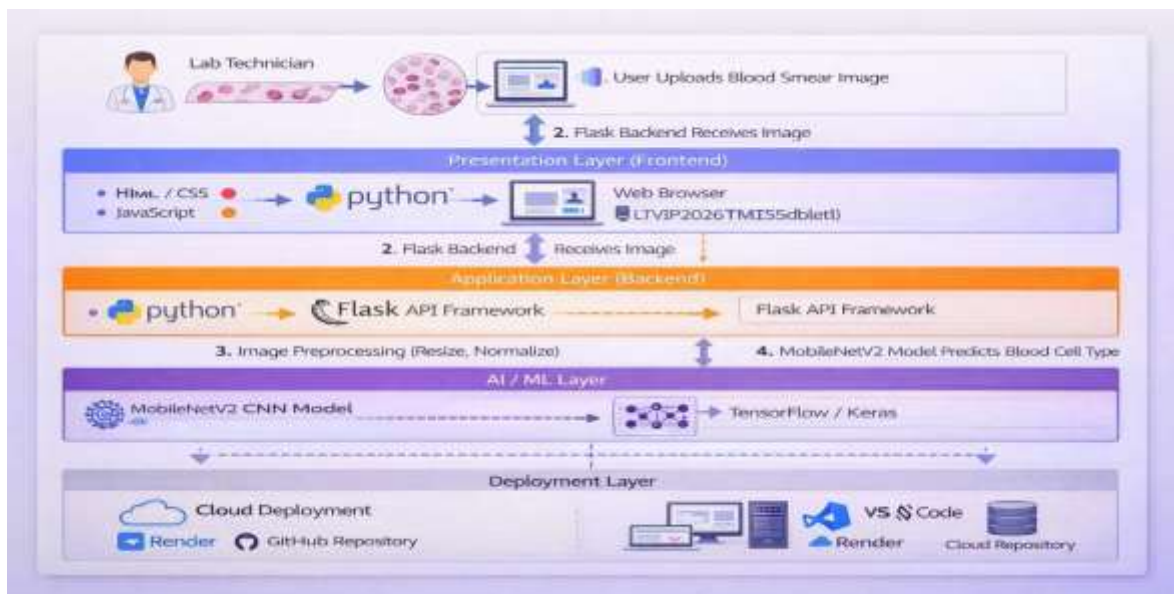 Lab Technician
User Uploads Blood Smear Image
2. Flask Backend Receives Image
Presentation Layer (Frontend)
• HTML / CSS
• JavaScript
python
Web Browser
LTVIP2026TMI55dbletl)
2. Flask Backend Receives Image
Application Layer (Backend)
• python
Flask API Framework
Flask API Framework
3. Image Preprocessing (Resize, Normalize)
4. MobileNetV2 Model Predicts Blood Cell Type
AI / ML Layer
MobileNetV2 CNN Model
TensorFlow / Keras
Deployment Layer
Cloud Deployment
Render
GitHub Repository
VS Code
Render
Cloud Repository